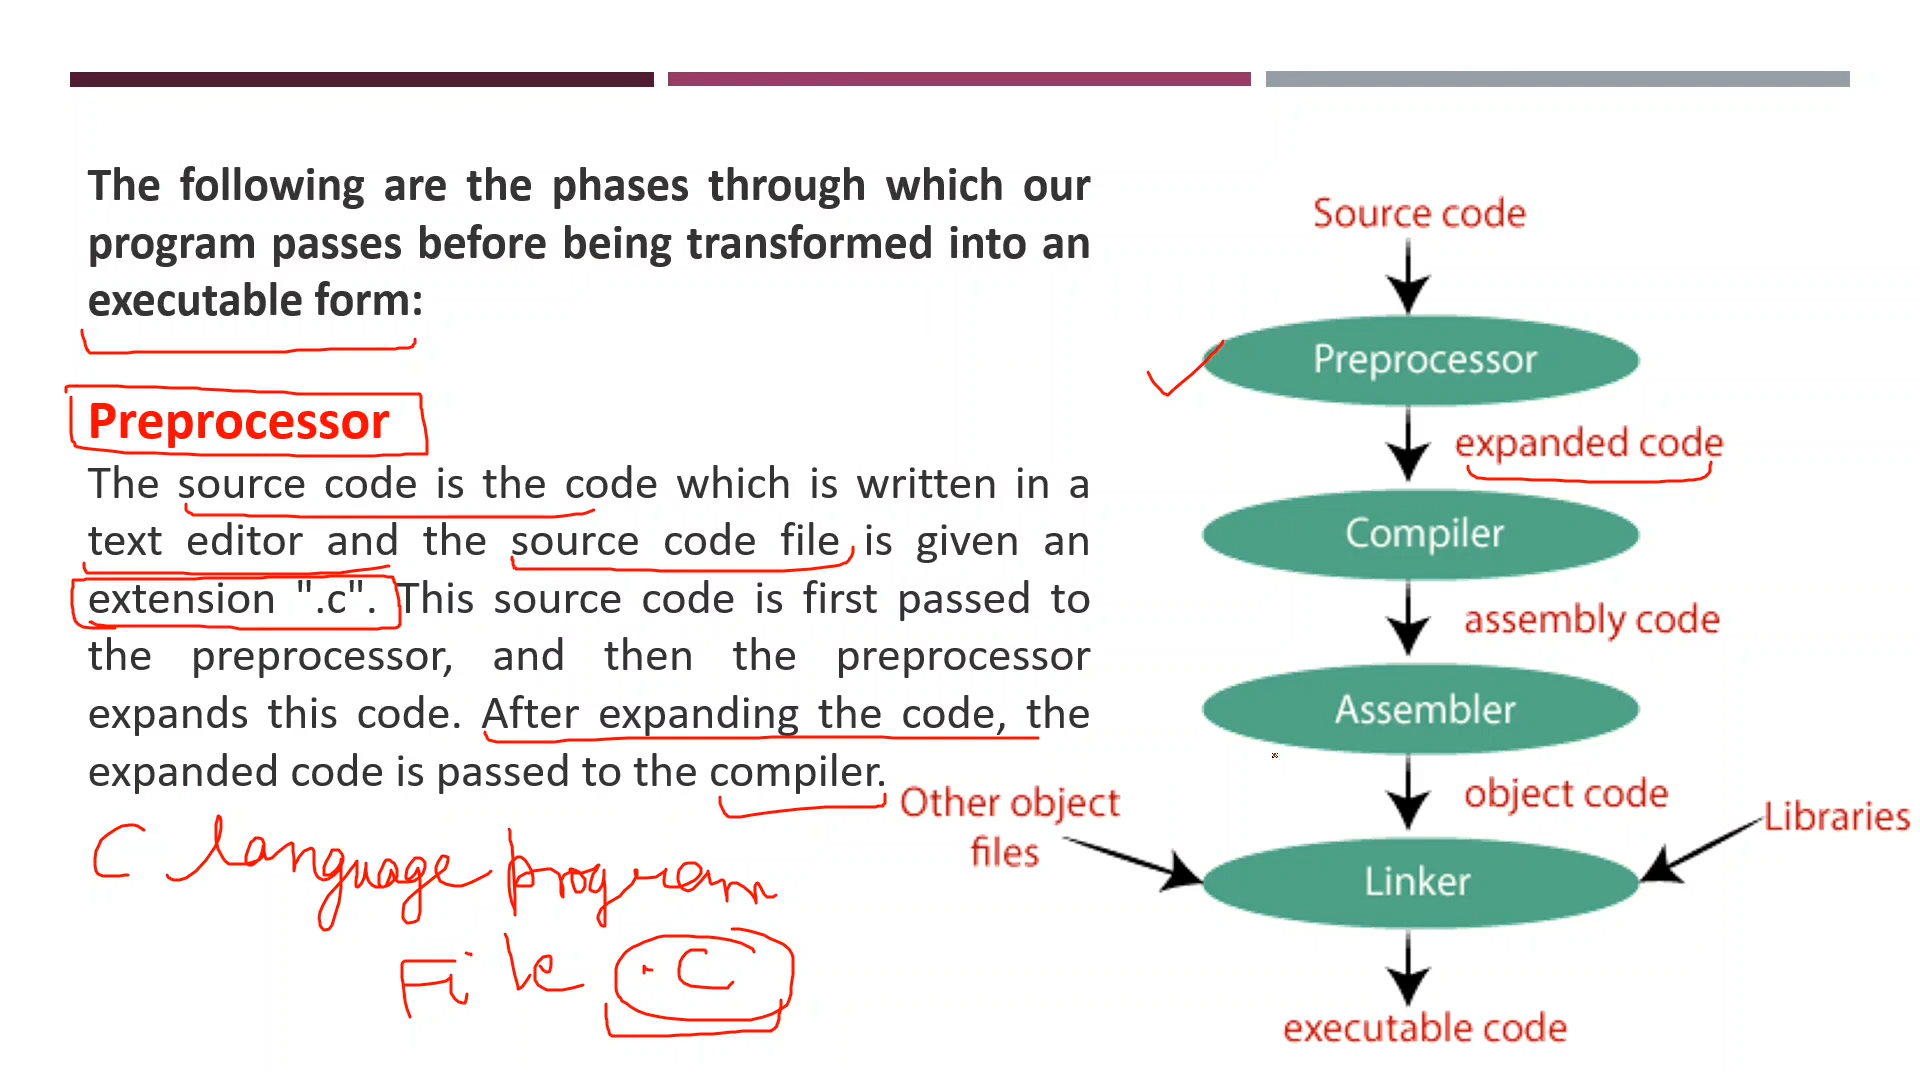 The following are the phases through which our
program passes before being transformed into an
executable form:
Preprocessor
The source code is the code which is written in a
text editor and the source code file is given an
extension ".c". This source code is first passed to
the preprocessor, and then the preprocessor
expands this code. After expanding the code, the
expanded code is passed to the compiler.
C language program
File .C
Source code
Preprocessor
expanded code
Compiler
assembly code
Assembler
object code
Other object
files
Libraries
Linker
executable code